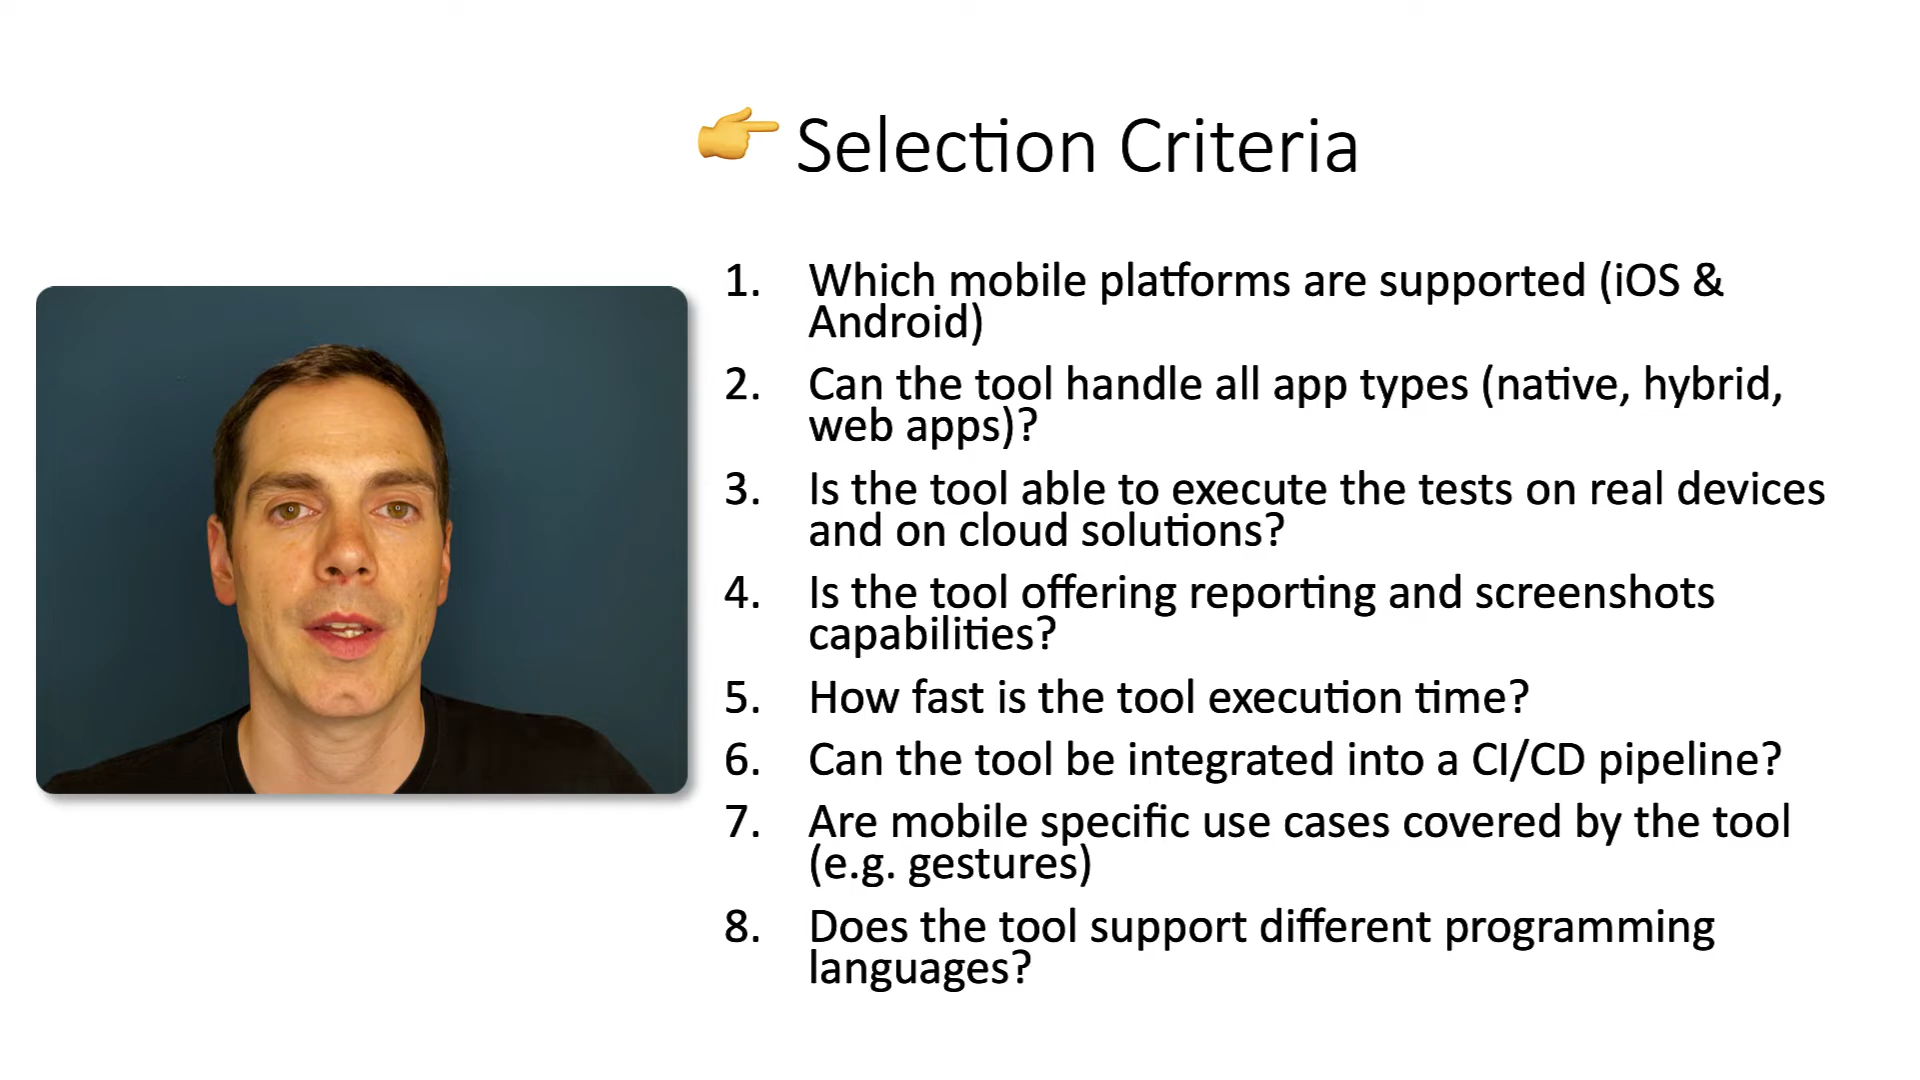 👉 Selection Criteria
1. Which mobile platforms are supported (iOS &
Android)
2. Can the tool handle all app types (native, hybrid,
web apps)?
3. Is the tool able to execute the tests on real devices
and on cloud solutions?
4. Is the tool offering reporting and screenshots
capabilities?
5. How fast is the tool execution time?
6. Can the tool be integrated into a CI/CD pipeline?
7. Are mobile specific use cases covered by the tool
(e.g. gestures)
8. Does the tool support different programming
languages?